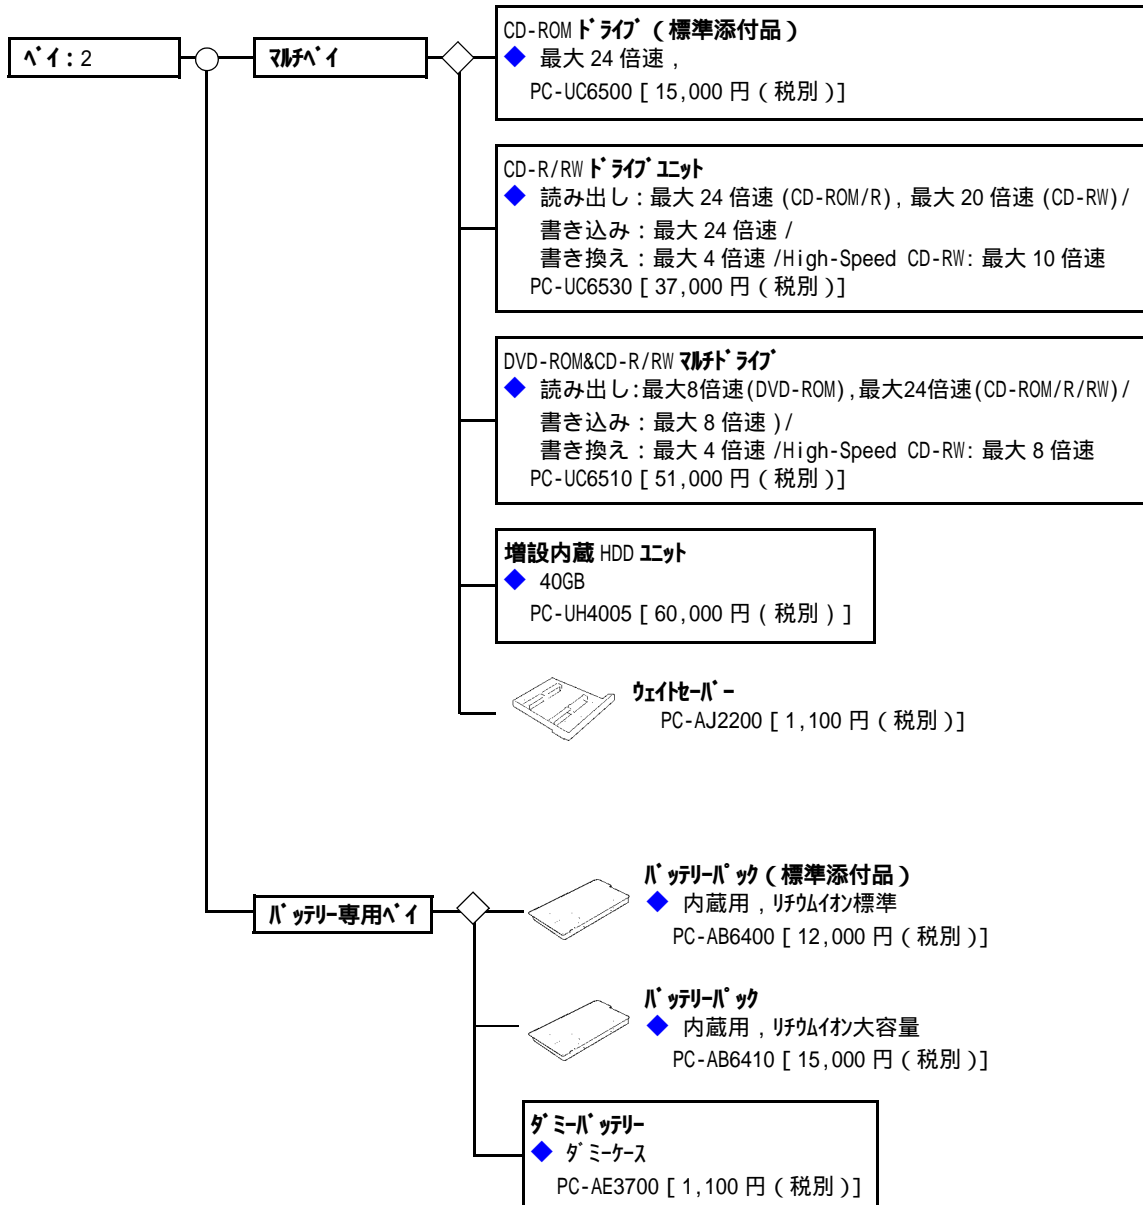 ﾍﾞｲ：2
ﾏﾙﾁﾍﾞｲ
CD-ROM ﾄﾞﾗｲﾌﾞ（標準添付品）
◆ 最大 24 倍速 ,
PC-UC6500 [ 15,000 円（税別）]
CD-R/RW ﾄﾞﾗｲﾌﾞﾕﾆｯﾄ
◆ 読み出し：最大 24 倍速 (CD-ROM/R) , 最大 20 倍速 (CD-RW)/
書き込み：最大 24 倍速 /
書き換え：最大 4 倍速 /High-Speed CD-RW: 最大 10 倍速
PC-UC6530 [ 37,000 円（税別）]
DVD-ROM&CD-R/RW ﾏﾙﾁﾄﾞﾗｲﾌﾞ
◆ 読み出し:最大8倍速(DVD-ROM),最大24倍速(CD-ROM/R/RW)/
書き込み：最大 8 倍速 )/
書き換え：最大 4 倍速 /High-Speed CD-RW: 最大 8 倍速
PC-UC6510 [ 51,000 円（税別）]
増設内蔵 HDD ﾕﾆｯﾄ
◆ 40GB
PC-UH4005 [ 60,000 円（税別）]
ｳｪｲﾄｾｰﾊﾞｰ
PC-AJ2200 [ 1,100 円（税別）]
ﾊﾞｯﾃﾘｰ専用ﾍﾞｲ
ﾊﾞｯﾃﾘｰﾊﾟｯｸ（標準添付品）
◆ 内蔵用 , ﾘﾁｳﾑｲｵﾝ標準
PC-AB6400 [ 12,000 円（税別）]
ﾊﾞｯﾃﾘｰﾊﾟｯｸ
◆ 内蔵用 , ﾘﾁｳﾑｲｵﾝ大容量
PC-AB6410 [ 15,000 円（税別）]
ﾀﾞﾐｰﾊﾞｯﾃﾘｰ
◆ ﾀﾞﾐｰｹｰｽ
PC-AE3700 [ 1,100 円（税別）]